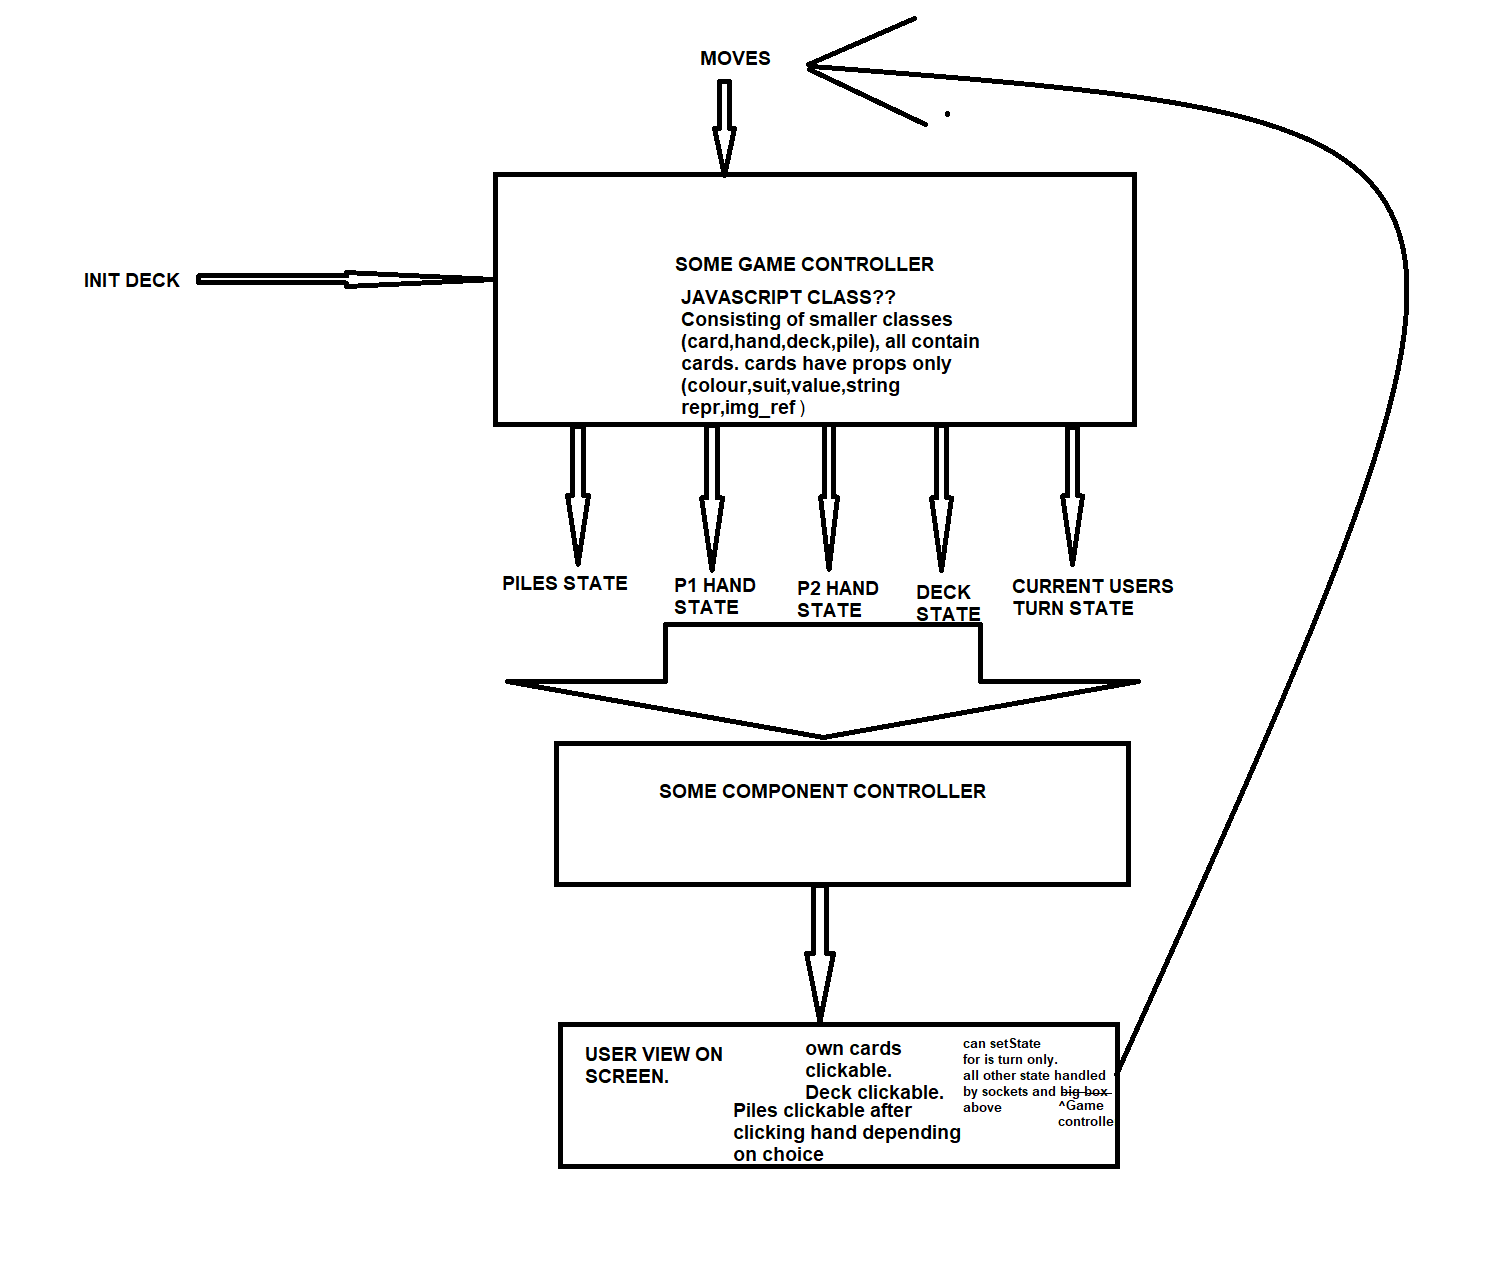 MOVES
INIT DECK
SOME GAME CONTROLLER
JAVASCRIPT CLASS??
Consisting of smaller classes
(card,hand,deck,pile), all contain
cards. cards have props only
(colour,suit,value,string
repr,img_ref)
PILES STATE
P1 HAND
STATE
P2 HAND
STATE
DECK
STATE
CURRENT USERS
TURN STATE
SOME COMPONENT CONTROLLER
USER VIEW ON
SCREEN.
own cards
clickable.
Deck clickable.
Piles clickable after
clicking hand depending
on choice
can setState
for is turn only.
all other state handled
by sockets and big box
above
^Game
controlle